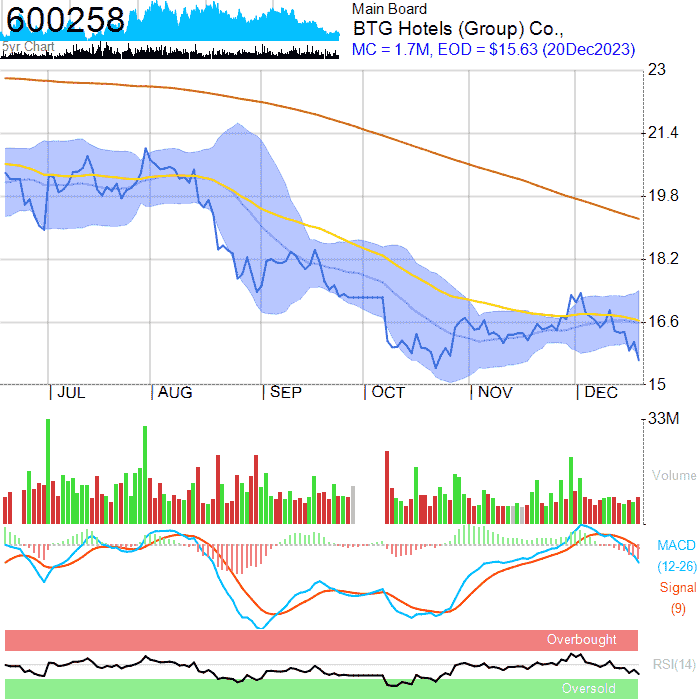 600258
5yr Chart
Main Board
BTG Hotels (Group) Co.,
MC = 1.7M, EOD = $15.63 (20Dec2023)
23
21.4
19.8
18.2
16.6
15
JUL
AUG
SEP
OCT
NOV
DEC
33M
Volume
MACD
(12-26)
Signal
(9)
Overbought
RSI(14)
Oversold